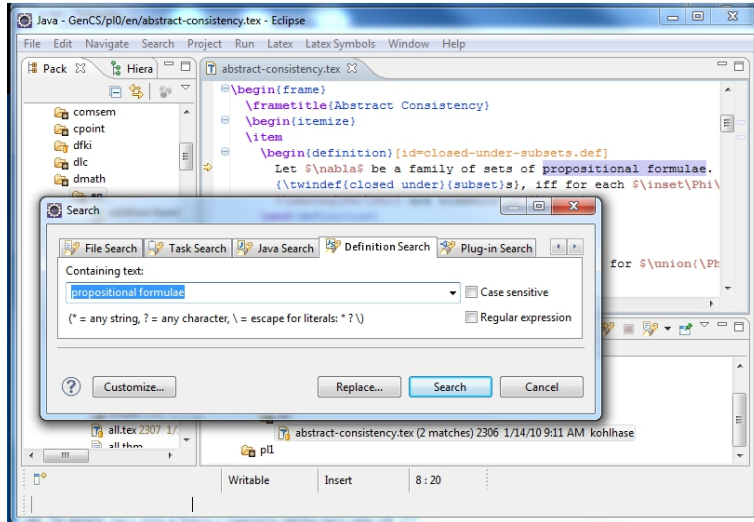 Java - GenCS/pl0/en/abstract-consistency.tex - Eclipse
File Edit Navigate Search Project Run Latex Latex Symbols Window Help
Pack Hiera
abstract-consistency.tex
comsem
cpoint
dfki
dlc
dmath
\begin{frame}
\frametitle{Abstract Consistency}
\begin{itemize}
\item
\begin{definition}[id=closed-under-subsets.def]
Let $\nabla$ be a family of sets of propositional formulae.
{\twindef{closed under}{subset}s}, iff for each $\inset\Phi\
for $\union{\Ph
Search
File Search Task Search Java Search Definition Search Plug-in Search
Containing text:
propositional formulae
Case sensitive
(* = any string, ? = any character, \ = escape for literals: * ? \)
Regular expression
? Customize... Replace... Search Cancel
all.tex 2307 1/
all.thm
abstract-consistency.tex (2 matches) 2306 1/14/10 9:11 AM kohlhase
pl1
Writable Insert 8 : 20